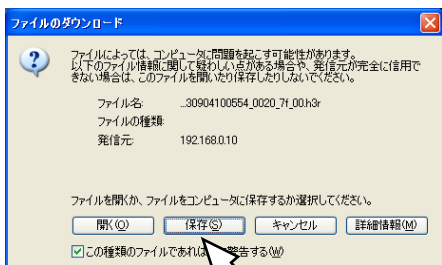 ファイルのダウンロード
ファイルによっては、コンピュータに問題を起こす可能性があります。
以下のファイル情報に関して疑わしい点がある場合や、発信元が完全に信用で
きない場合は、このファイルを開いたり保存したりしないでください。
ファイル名: ...30904100554_0020_7f_00.h3r
ファイルの種類:
発信元: 192.168.0.10
ファイルを開くか、ファイルをコンピュータに保存するか選択してください。
開く(O) 保存(S) キャンセル 詳細情報(M)
この種類のファイルであれば 警告する(W)